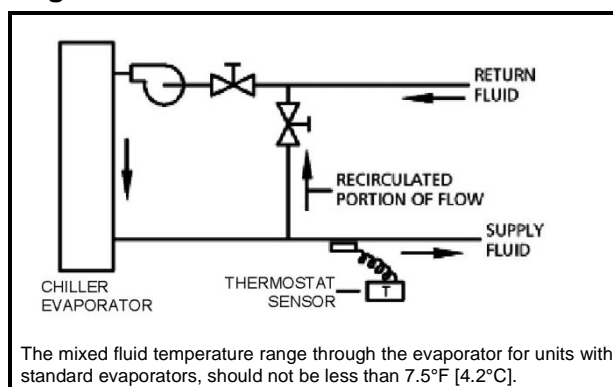 RETURN
FLUID
RECIRCULATED
PORTION OF FLOW
SUPPLY
FLUID
CHILLER
EVAPORATOR
THERMOSTAT
SENSOR
T
The mixed fluid temperature range through the evaporator for units with
standard evaporators, should not be less than 7.5°F [4.2°C].